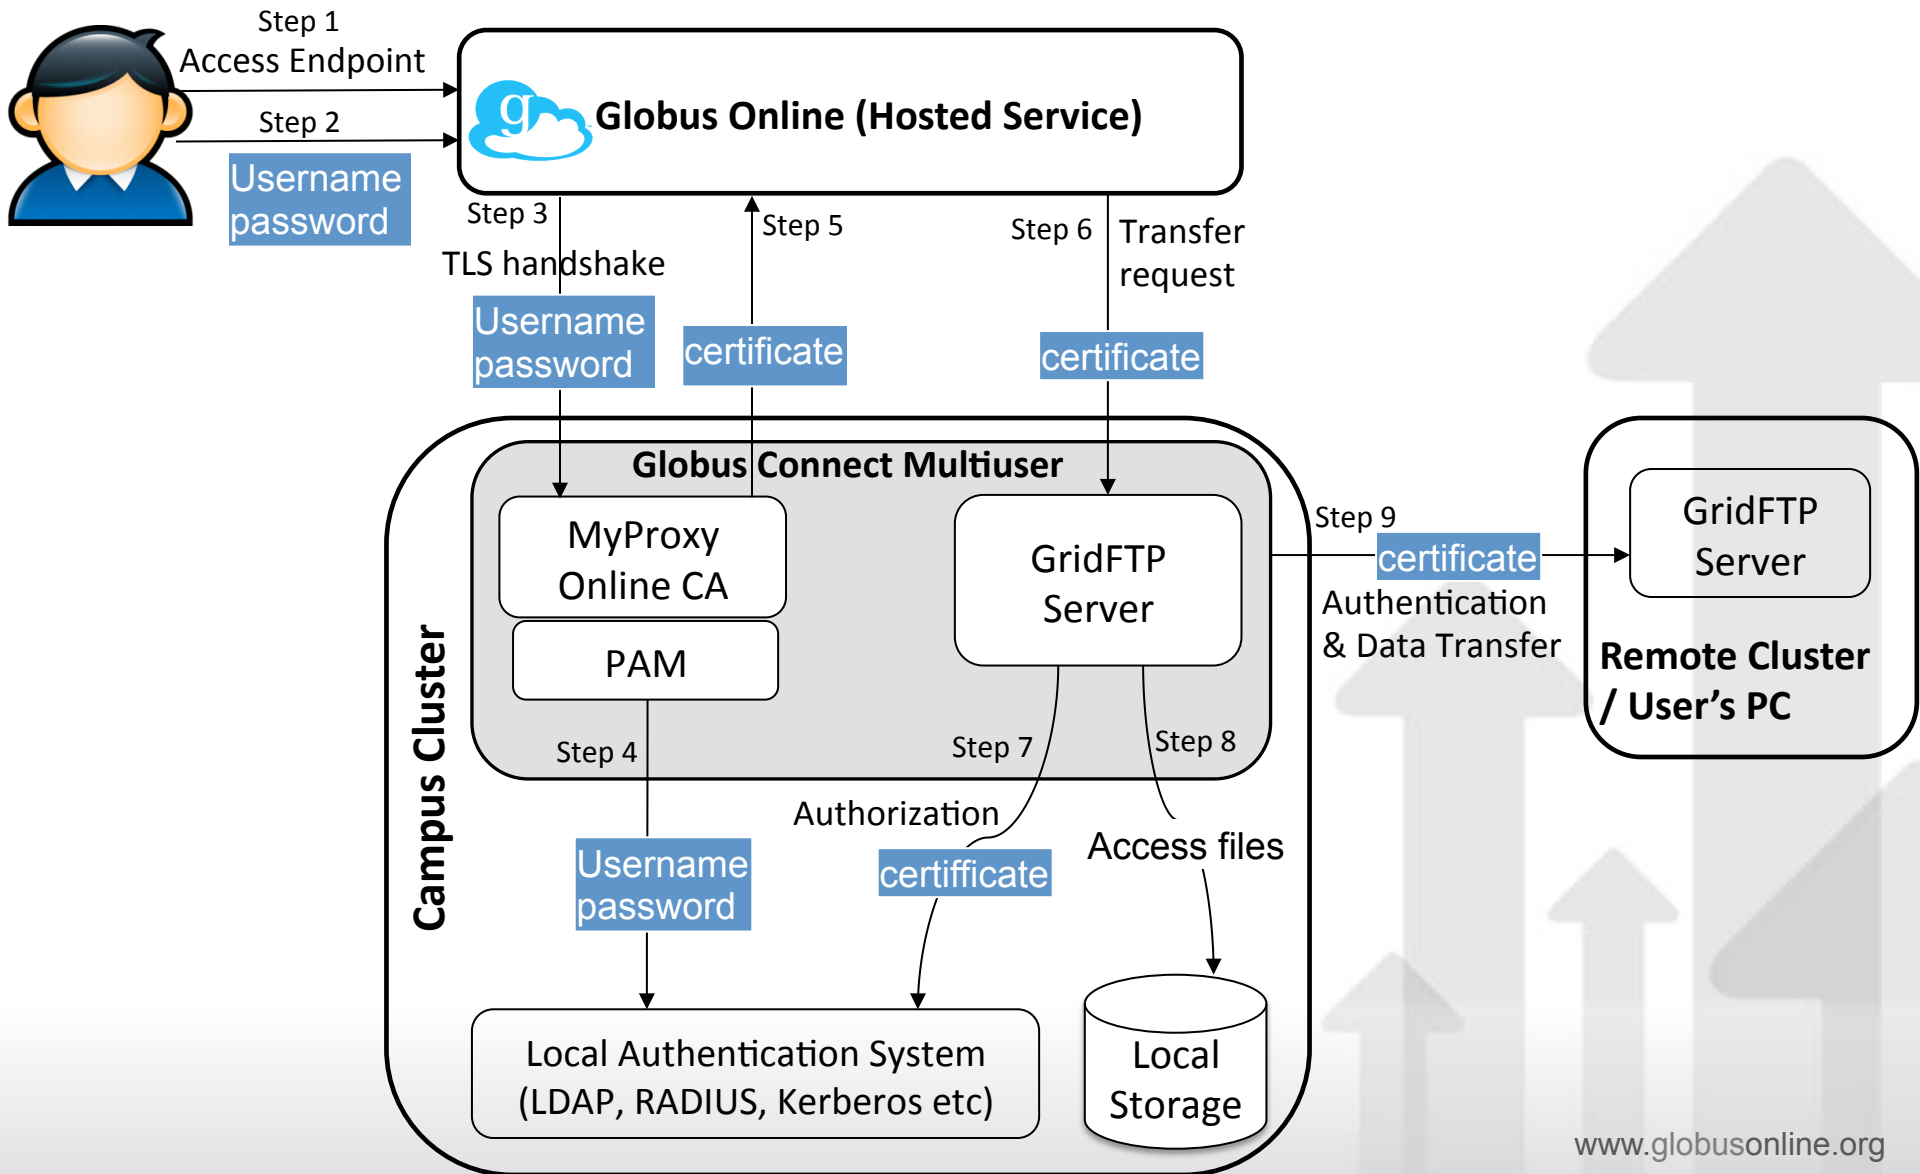 Step 1
Access Endpoint
Step 2
Username
password
g
Globus Online (Hosted Service)
Step 3
TLS handshake
Username
password
Step 5
certificate
Step 6
Transfer
request
certificate
Campus Cluster
Globus Connect Multiuser
MyProxy
Online CA
PAM
GridFTP
Server
Step 4
Username
password
Step 7
Authorization
certifficate
Step 8
Access files
Local Authentication System
(LDAP, RADIUS, Kerberos etc)
Local
Storage
Step 9
certificate
Authentication
& Data Transfer
GridFTP
Server
Remote Cluster
/ User’s PC
www.globusonline.org